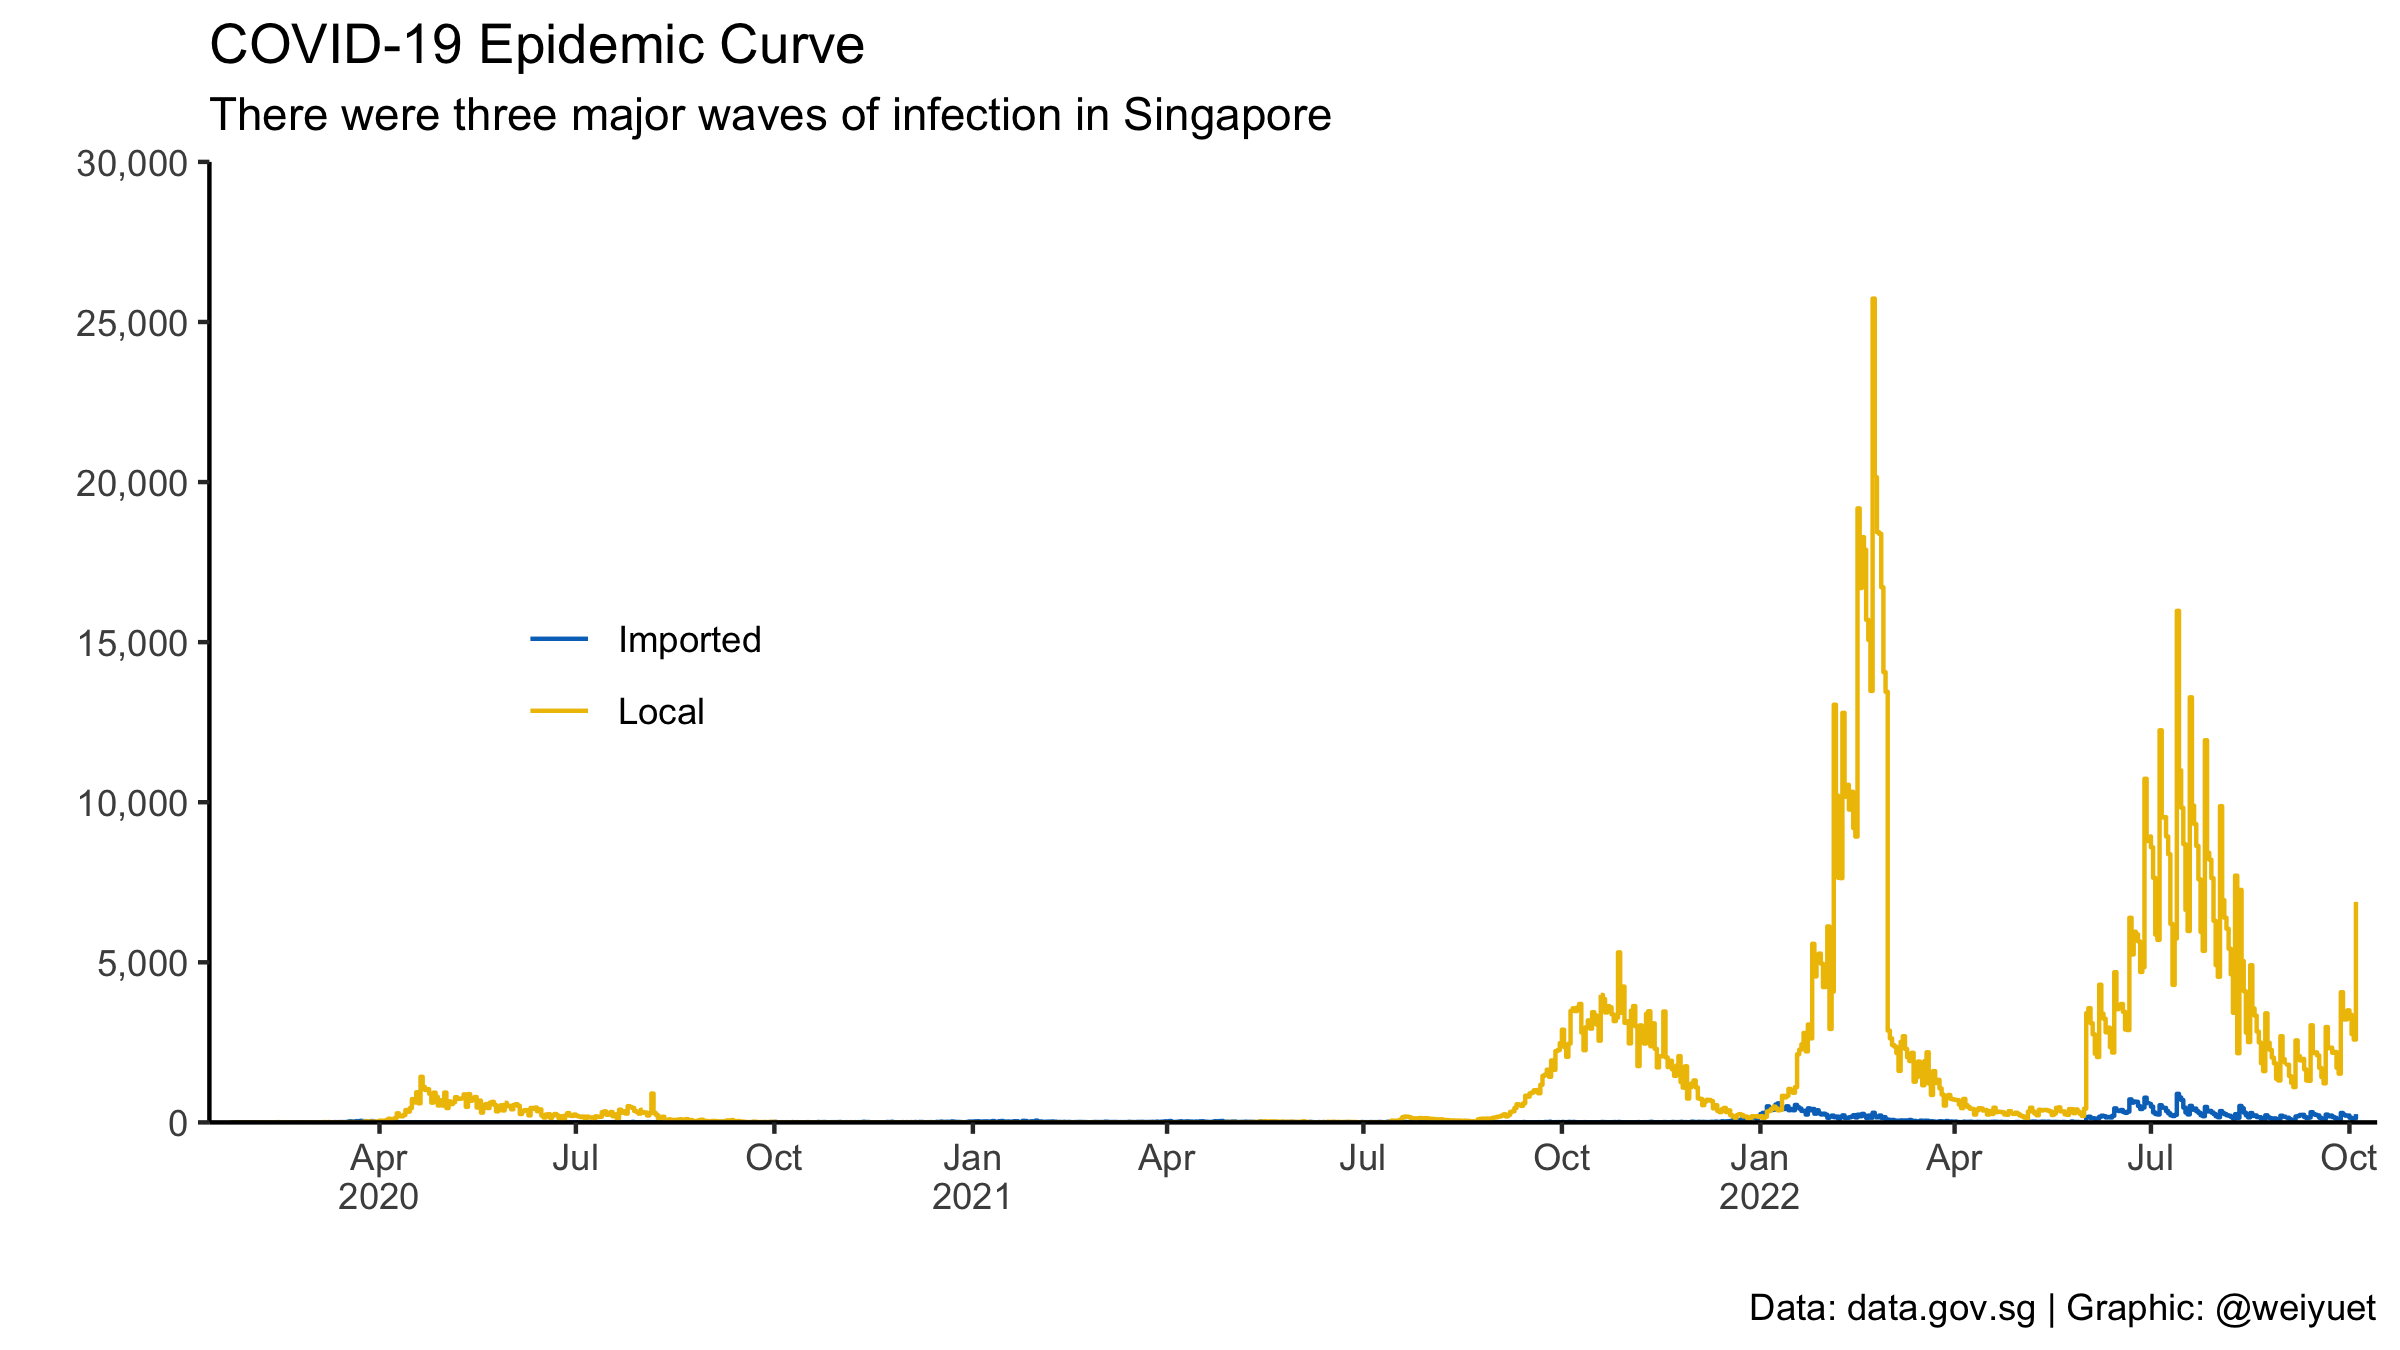 COVID-19 Epidemic Curve
There were three major waves of infection in Singapore
30,000
25,000
20,000
15,000
10,000
5,000
0
Imported
Local
Apr Jul Oct Jan Apr Jul Oct Jan Apr Jul Oct
2020 2021 2022
Data: data.gov.sg | Graphic: @weiyuet